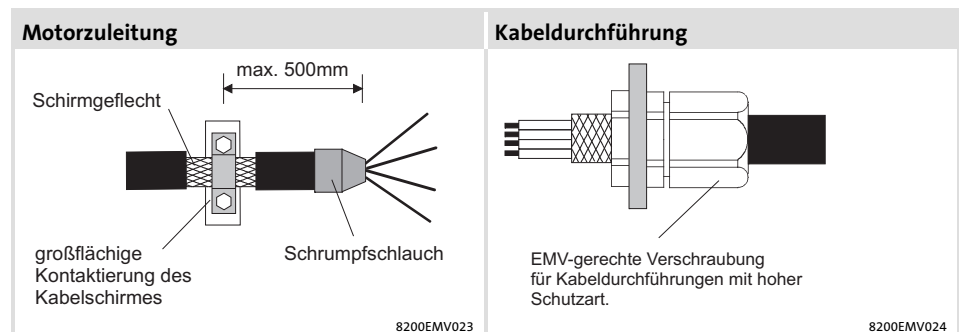 Motorzuleitung
max. 500mm
Schirmgeflecht
großflächige
Kontaktierung des
Kabelschirmes
Schrumpfschlauch
8200EMV023
Kabeldurchführung
EMV-gerechte Verschraubung
für Kabeldurchführungen mit hoher
Schutzart.
8200EMV024